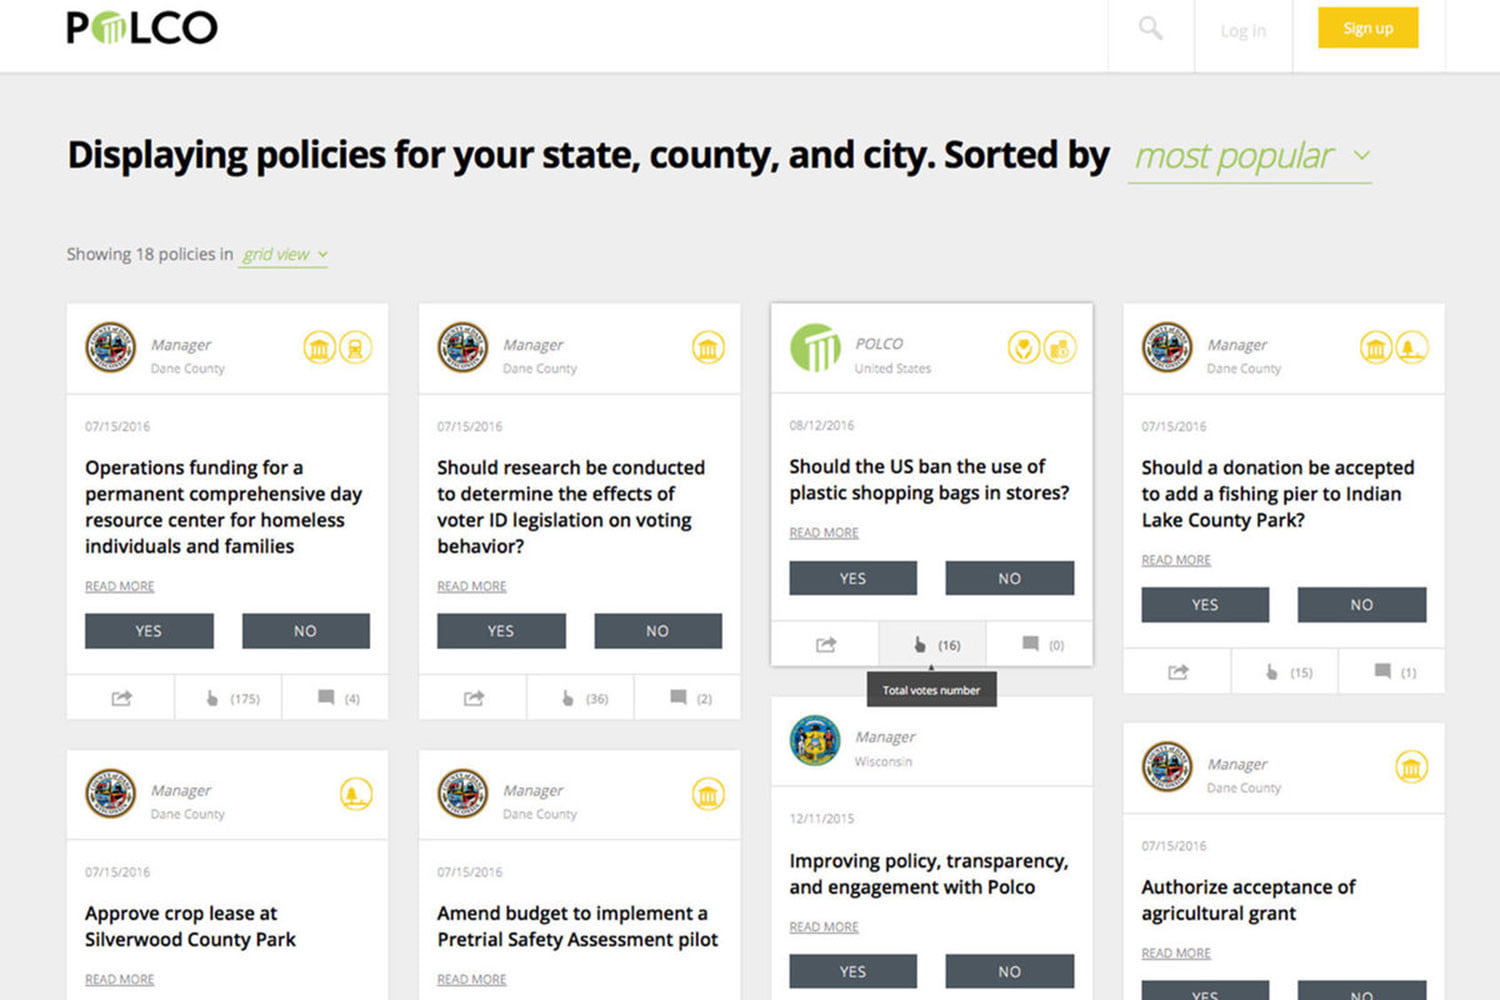 POLCO
Log in
Sign up
Displaying policies for your state, county, and city. Sorted by most popular
Showing 18 policies in grid view
Manager
Dane County
07/15/2016
Operations funding for a
permanent comprehensive day
resource center for homeless
individuals and families
READ MORE
YES NO
(175) (4)
Manager
Dane County
07/15/2016
Should research be conducted
to determine the effects of
voter ID legislation on voting
behavior?
READ MORE
YES NO
(36) (2)
POLCO
United States
08/12/2016
Should the US ban the use of
plastic shopping bags in stores?
READ MORE
YES NO
(16) (0)
Total votes number
Manager
Dane County
07/15/2016
Should a donation be accepted
to add a fishing pier to Indian
Lake County Park?
READ MORE
YES NO
(15) (1)
Manager
Dane County
07/15/2016
Approve crop lease at
Silverwood County Park
READ MORE
Manager
Dane County
07/15/2016
Amend budget to implement a
Pretrial Safety Assessment pilot
READ MORE
Manager
Wisconsin
12/11/2015
Improving policy, transparency,
and engagement with Polco
READ MORE
YES NO
Manager
Dane County
07/15/2016
Authorize acceptance of
agricultural grant
READ MORE
YES NO